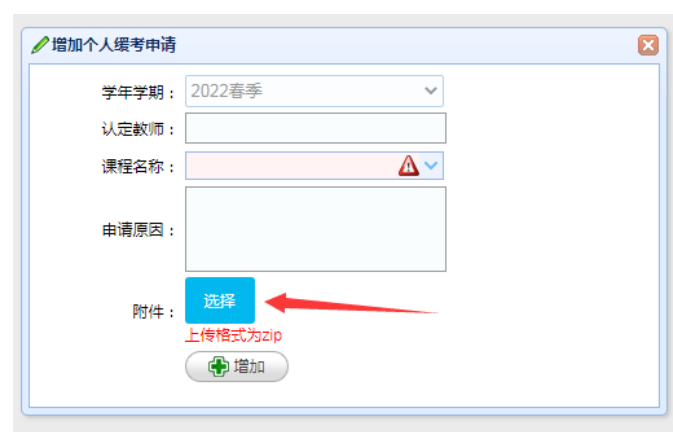 增加个人缓考申请
学年学期：2022春季
认定教师：
课程名称：
申请原因：
附件：选择
上传格式为zip
增加